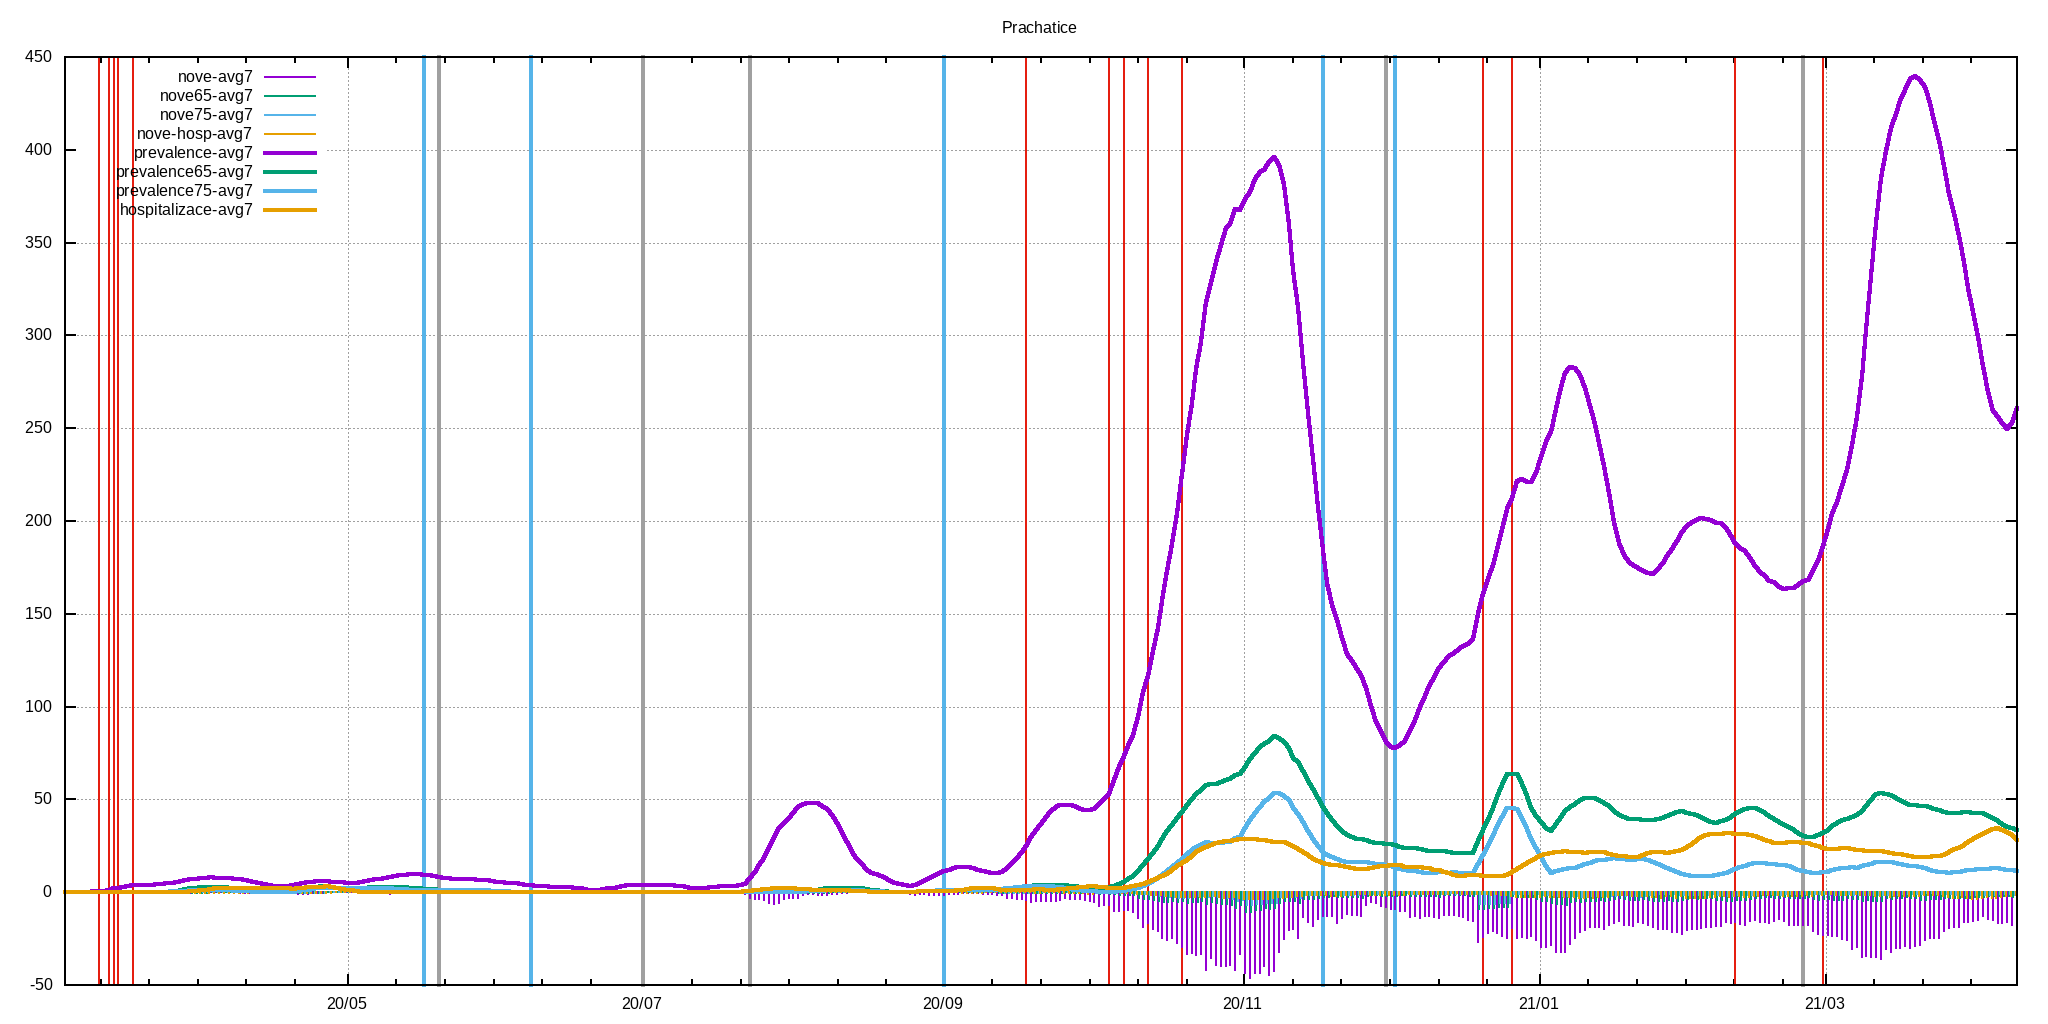 Prachatice
450
400
350
300
250
200
150
100
50
0
-50
nove-avg7
nove65-avg7
nove75-avg7
nove-hosp-avg7
prevalence-avg7
prevalence65-avg7
prevalence75-avg7
hospitalizace-avg7
20/05 20/07 20/09 20/11 21/01 21/03